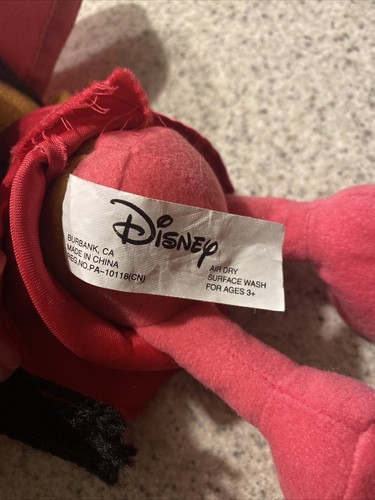 Disney
BURBANK, CA
MADE IN CHINA
REG.NO.PA-10118(CN)
AIR DRY
SURFACE WASH
FOR AGES 3+